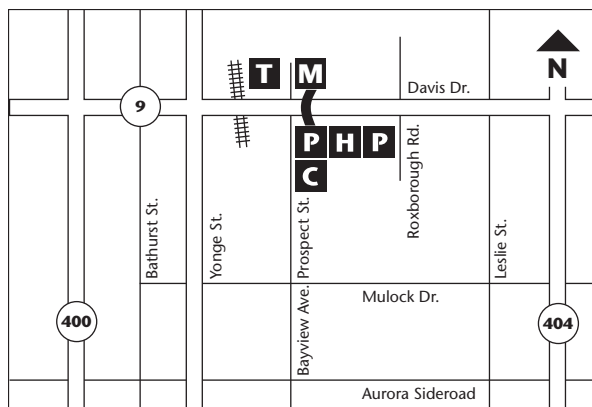 T M
N
Davis Dr.
9
P H P
C
Bathurst St.
Yonge St.
Prospect St.
Roxborough Rd.
Leslie St.
Bayview Ave.
Mulock Dr.
400
404
Aurora Sideroad